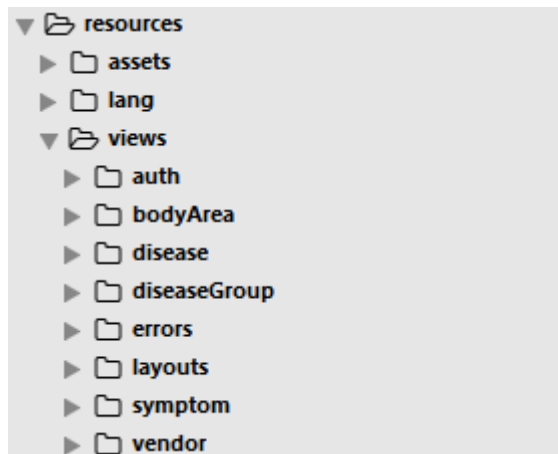 resources
assets
lang
views
auth
bodyArea
disease
diseaseGroup
errors
layouts
symptom
vendor